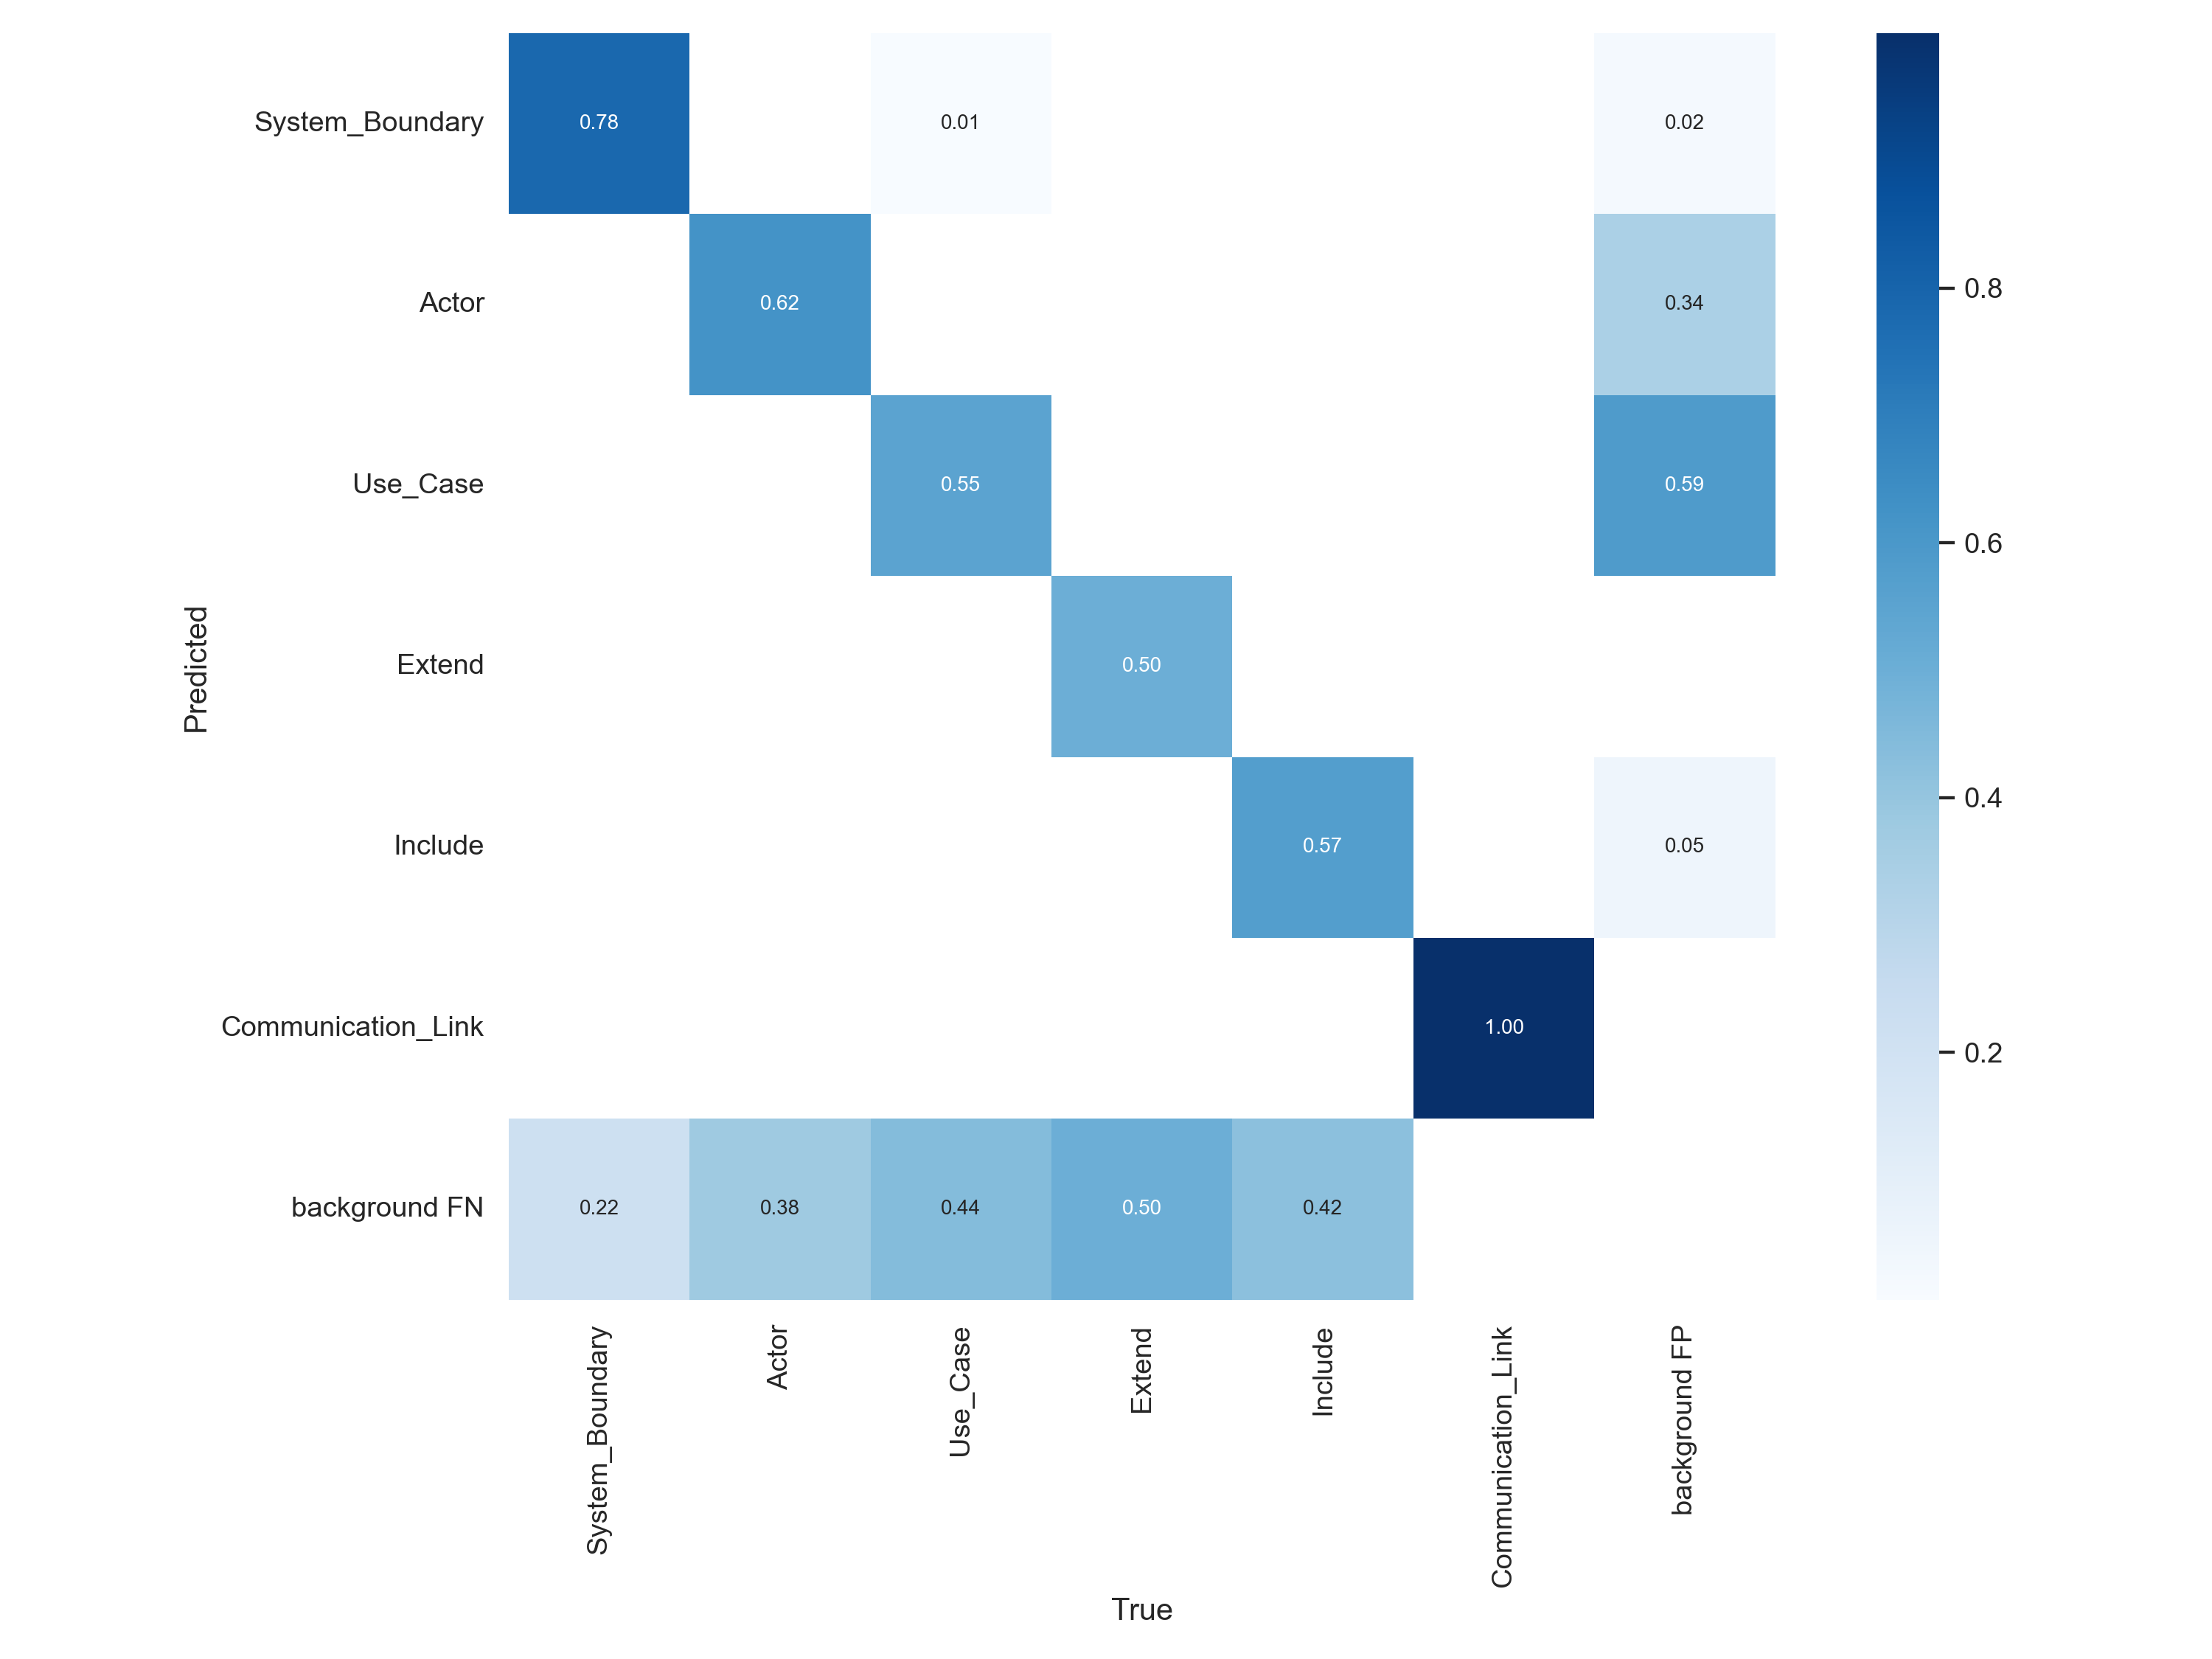 System_Boundary 0.78 0.01 0.02
Actor 0.62 0.34
0.8
Use_Case 0.55 0.59
0.6
Predicted
Extend 0.50
Include 0.57 0.05
0.4
Communication_Link 1.00
0.2
background FN 0.22 0.38 0.44 0.50 0.42
System_Boundary
Actor
Use_Case
Extend
Include
Communication_Link
background FP
True